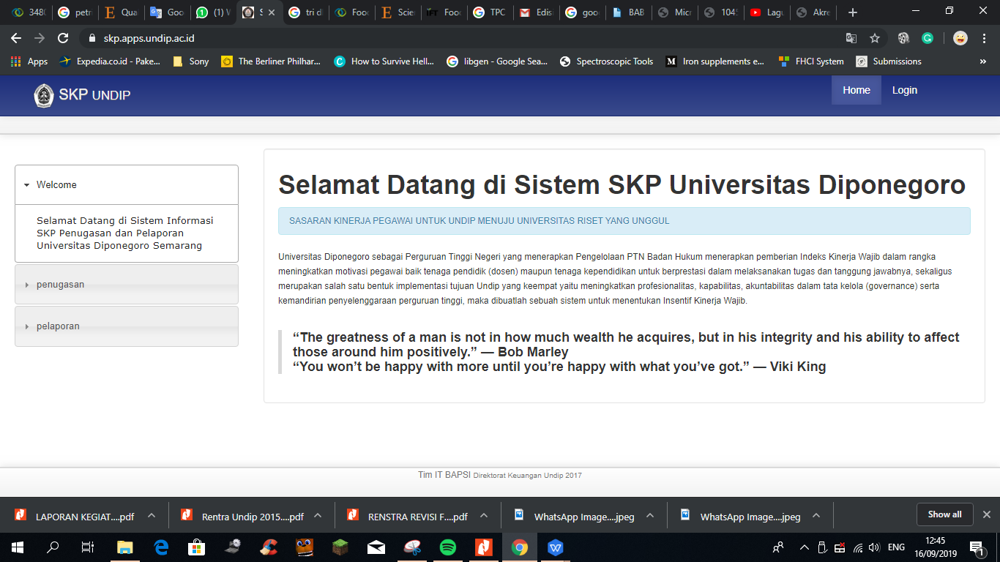 348(
petr
Qua
Goo
(1) W
S
tri d
Food
Scie
Food
TPC
Edis
goo
BAB
Micr
104
Lagu
Akre
skp.apps.undip.ac.id
Apps
Expedia.co.id - Pake...
Sony
The Berliner Philhar...
How to Survive Hell...
libgen - Google Sea...
Spectroscopic Tools
Iron supplements e...
FHCI System
Submissions
SKP UNDIP
Home
Login
Welcome
Selamat Datang di Sistem Informasi
SKP Penugasan dan Pelaporan
Universitas Diponegoro Semarang
penugasan
pelaporan
Selamat Datang di Sistem SKP Universitas Diponegoro
SASARAN KINERJA PEGAWAI UNTUK UNDIP MENUJU UNIVERSITAS RISET YANG UNGGUL
Universitas Diponegoro sebagai Perguruan Tinggi Negeri yang menerapkan Pengelolaan PTN Badan Hukum menerapkan pemberian Indeks Kinerja Wajib dalam rangka
meningkatkan motivasi pegawai baik tenaga pendidik (dosen) maupun tenaga kependidikan untuk berprestasi dalam melaksanakan tugas dan tanggung jawabnya, sekaligus
merupakan salah satu bentuk implementasi tujuan Undip yang keempat yaitu meningkatkan profesionalitas, kapabilitas, akuntabilitas dalam tata kelola (governance) serta
kemandirian penyelenggaraan perguruan tinggi, maka dibuatlah sebuah sistem untuk menentukan Insentif Kinerja Wajib.
“The greatness of a man is not in how much wealth he acquires, but in his integrity and his ability to affect
those around him positively.” — Bob Marley
“You won’t be happy with more until you’re happy with what you’ve got.” — Viki King
Tim IT BAPSI Direktorat Keuangan Undip 2017
LAPORAN KEGIAT....pdf
Rentra Undip 2015....pdf
RENSTRA REVISI F....pdf
WhatsApp Image....jpeg
WhatsApp Image....jpeg
Show all
ENG
12:45
16/09/2019
1